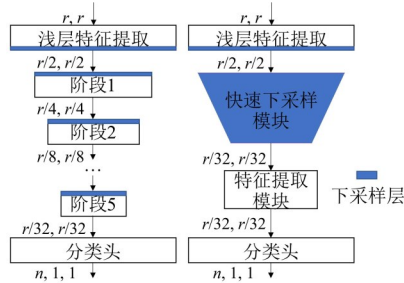 r, r
浅层特征提取
r/2, r/2
阶段1
r/4, r/4
阶段2
r/8, r/8
...
阶段5
r/32, r/32
分类头
n, 1, 1
r, r
浅层特征提取
r/2, r/2
快速下采样
模块
r/32, r/32
特征提取
模块
r/32, r/32
分类头
n, 1, 1
下采样层